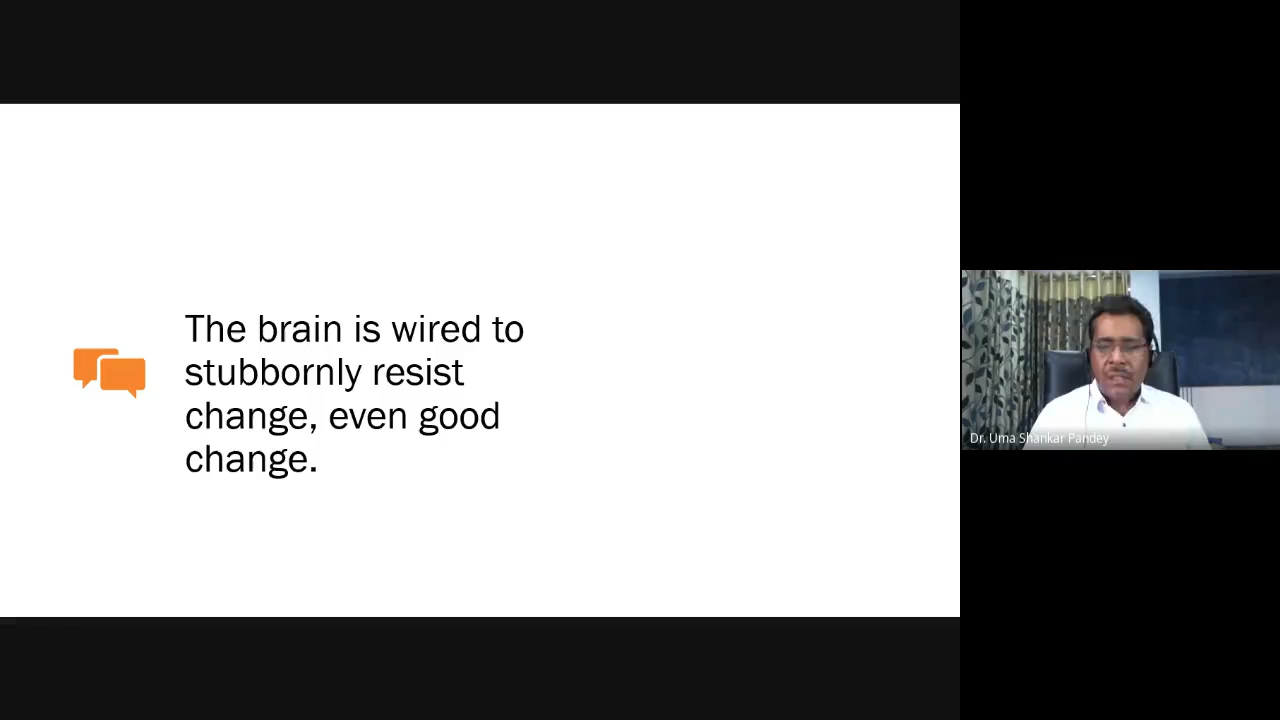 The brain is wired to
stubbornly resist
change, even good
change.
Dr. Uma Shankar Pandey